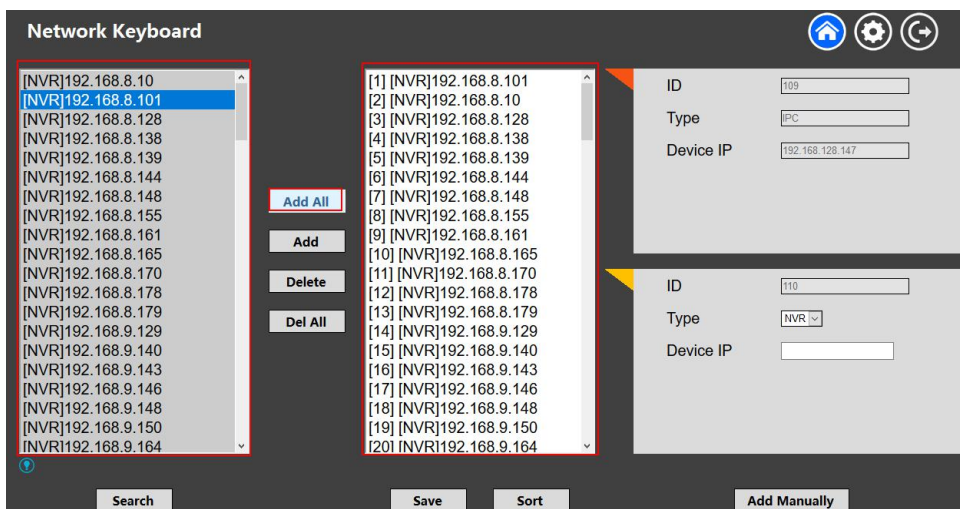 Network Keyboard
[NVR]192.168.8.10
[NVR]192.168.8.101
[NVR]192.168.8.128
[NVR]192.168.8.138
[NVR]192.168.8.139
[NVR]192.168.8.144
[NVR]192.168.8.148
[NVR]192.168.8.155
[NVR]192.168.8.161
[NVR]192.168.8.165
[NVR]192.168.8.170
[NVR]192.168.8.178
[NVR]192.168.8.179
[NVR]192.168.9.129
[NVR]192.168.9.140
[NVR]192.168.9.143
[NVR]192.168.9.146
[NVR]192.168.9.148
[NVR]192.168.9.150
[NVR]192.168.9.164
Add All
Add
Delete
Del All
[1] [NVR]192.168.8.101
[2] [NVR]192.168.8.10
[3] [NVR]192.168.8.128
[4] [NVR]192.168.8.138
[5] [NVR]192.168.8.139
[6] [NVR]192.168.8.144
[7] [NVR]192.168.8.148
[8] [NVR]192.168.8.155
[9] [NVR]192.168.8.161
[10] [NVR]192.168.8.165
[11] [NVR]192.168.8.170
[12] [NVR]192.168.8.178
[13] [NVR]192.168.8.179
[14] [NVR]192.168.9.129
[15] [NVR]192.168.9.140
[16] [NVR]192.168.9.143
[17] [NVR]192.168.9.146
[18] [NVR]192.168.9.148
[19] [NVR]192.168.9.150
[20] [NVR]192.168.9.164
ID 109
Type IPC
Device IP 192.168.128.147
ID 110
Type NVR
Device IP
Search
Save
Sort
Add Manually